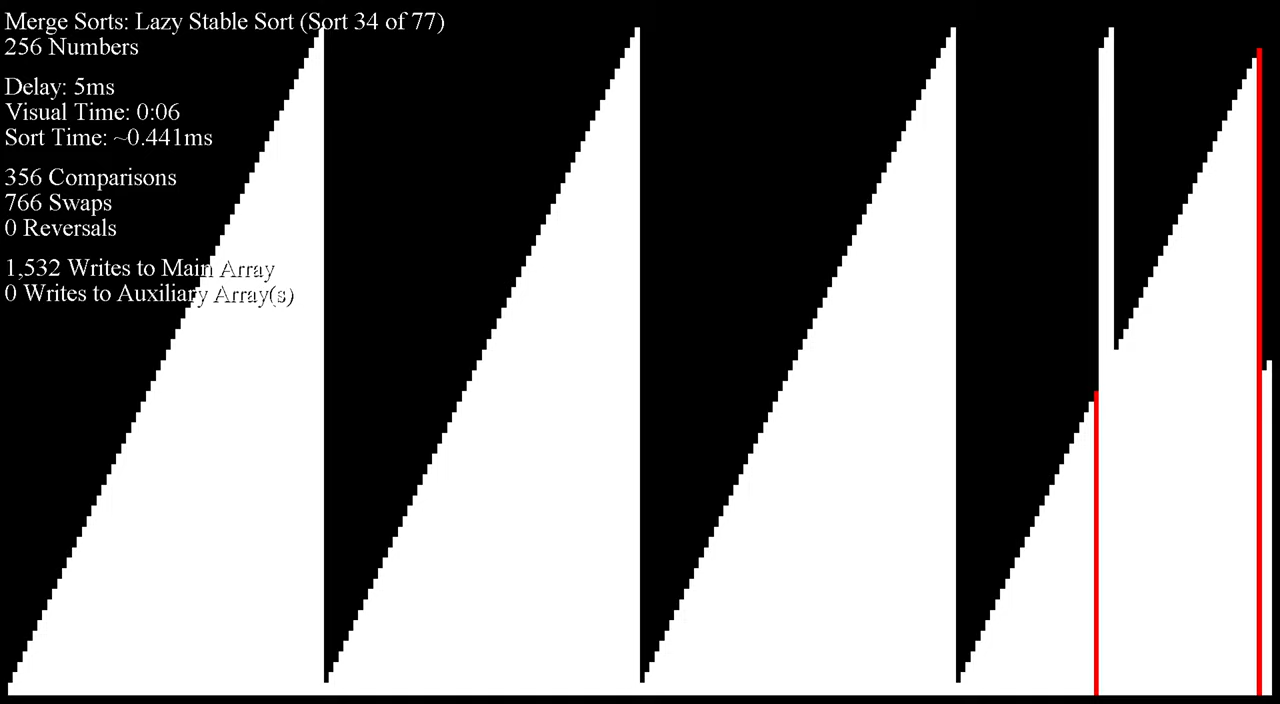 Merge Sorts: Lazy Stable Sort (Sort 34 of 77)
256 Numbers
Delay: 5ms
Visual Time: 0:06
Sort Time: ~0.441ms
356 Comparisons
766 Swaps
0 Reversals
1,532 Writes to Main Array
0 Writes to Auxiliary Array(s)